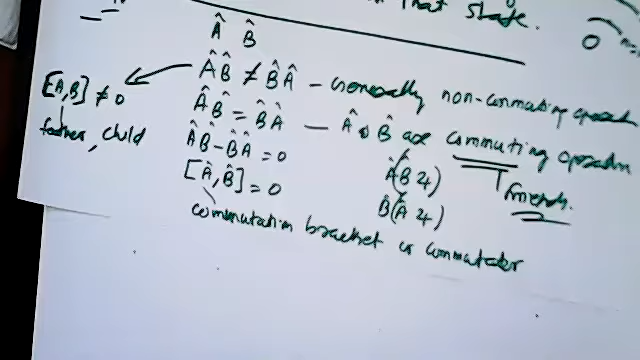 that state.
Â B̂
ÂB̂ ≠ B̂Â – Generally non-commuting
[A,B] ≠ 0
father, child
ÂB̂ = B̂Â — Â & B̂ are commuting operators
ÂB̂ - B̂Â = 0
Â(B̂ψ)
friends.
[Â, B̂] = 0
B̂(Âψ)
commutation bracket or commutator